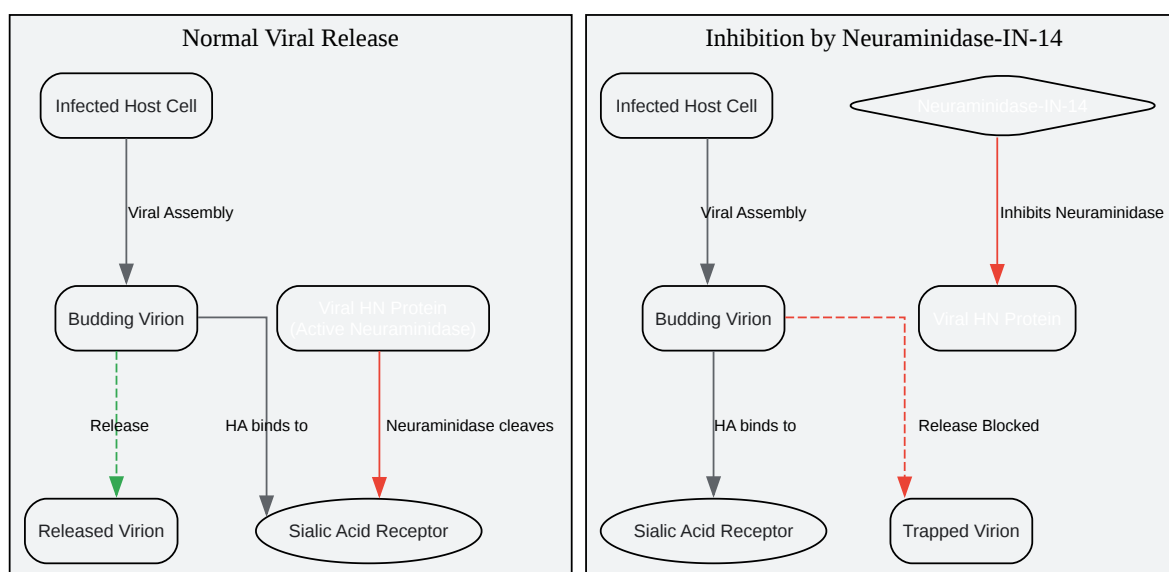 Normal Viral Release
Infected Host Cell
Viral Assembly
Budding Virion
Viral HN Protein
(Active Neuraminidase)
Release
HA binds to
Neuraminidase cleaves
Released Virion
Sialic Acid Receptor
Inhibition by Neuraminidase-IN-14
Infected Host Cell
Neuraminidase-IN-14
Viral Assembly
Inhibits Neuraminidase
Budding Virion
Viral HN Protein
HA binds to
Release Blocked
Sialic Acid Receptor
Trapped Virion